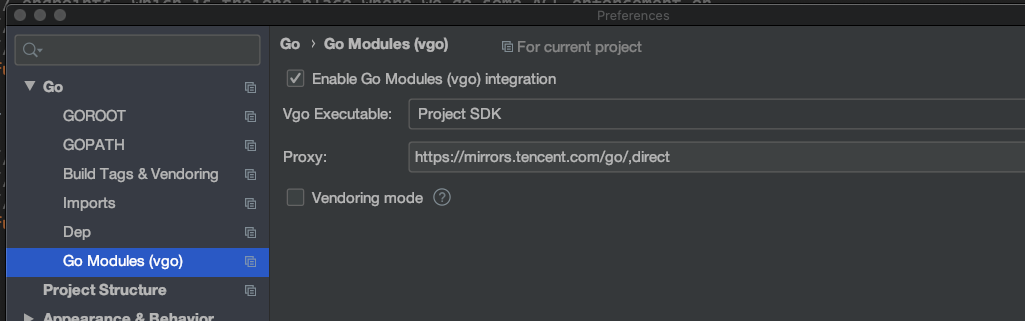 Preferences
Go › Go Modules (vgo) For current project
Enable Go Modules (vgo) integration
Vgo Executable: Project SDK
Proxy: https://mirrors.tencent.com/go/,direct
Vendoring mode ?
Go
GOROOT
GOPATH
Build Tags & Vendoring
Imports
Dep
Go Modules (vgo)
Project Structure
Appearance & Behavior